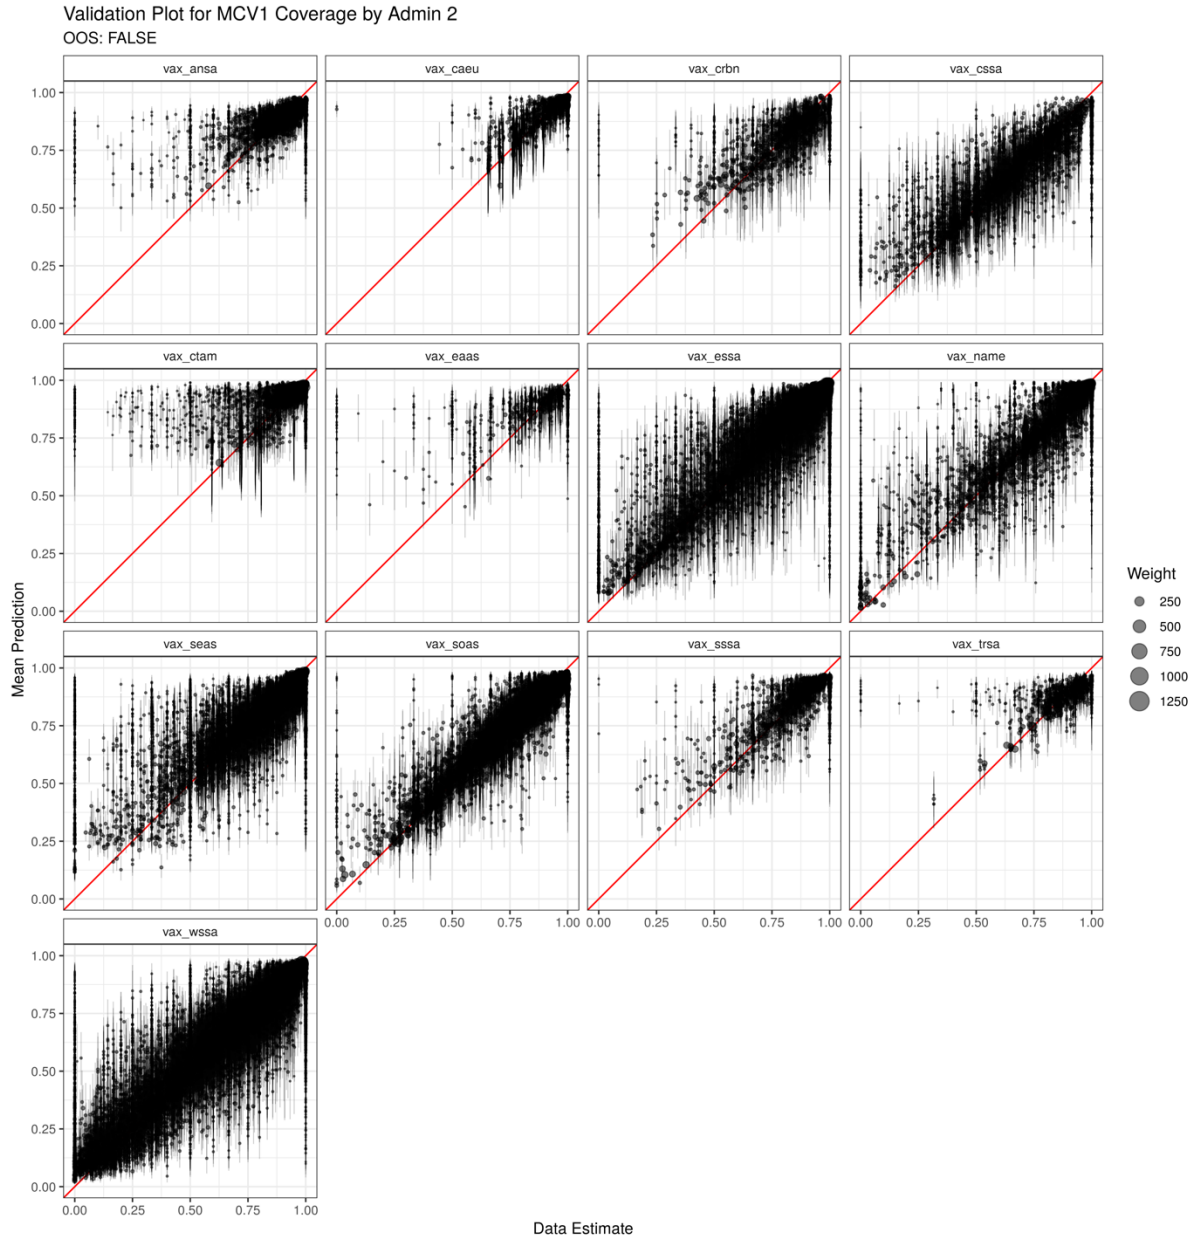 Validation Plot for MCV1 Coverage by Admin 2
OOS: FALSE
vax_ansa
vax_caeu
vax_crbn
vax_cssa
1.00
0.75
0.50
0.25
0.00
vax_ctam
vax_eaas
vax_essa
vax_name
1.00
0.75
0.50
0.25
0.00
Mean Prediction
Weight
250
500
750
1000
1250
vax_seas
vax_soas
vax_sssa
vax_trsa
1.00
0.75
0.50
0.25
0.00
0.00 0.25 0.50 0.75 1.00
0.00 0.25 0.50 0.75 1.00
0.00 0.25 0.50 0.75 1.00
vax_wssa
1.00
0.75
0.50
0.25
0.00
0.00 0.25 0.50 0.75 1.00
Data Estimate